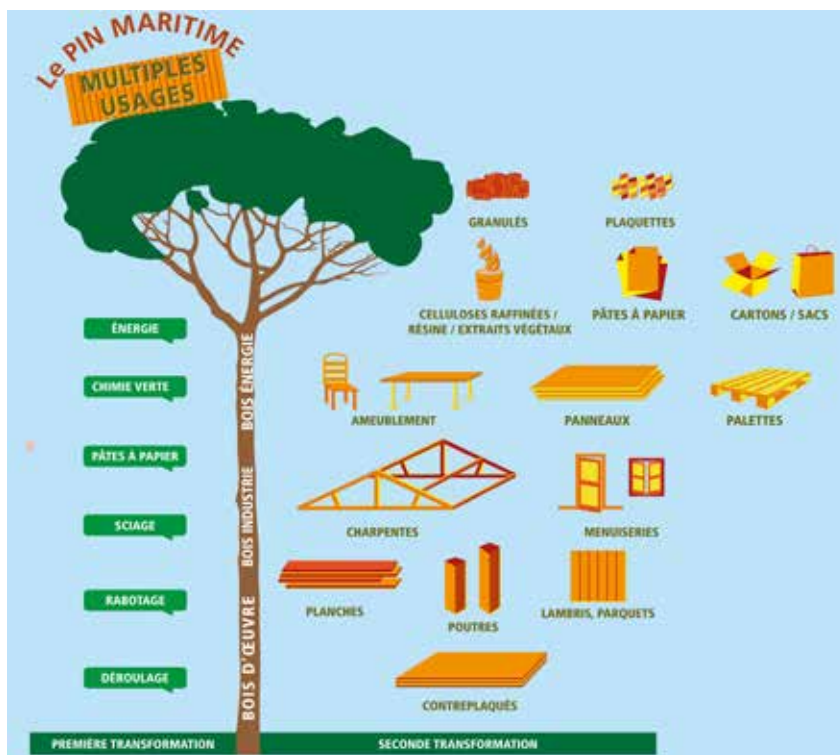 Le PIN MARITIME
MULTIPLES
USAGES
GRANULÉS
PLAQUETTES
CELLULOSES RAFFINÉES /
RÉSINE / EXTRAITS VÉGÉTAUX
PÂTES À PAPIER
CARTONS / SACS
ÉNERGIE
CHIMIE VERTE
PÂTES À PAPIER
SCIAGE
RABOTAGE
DÉROULAGE
BOIS ÉNERGIE
BOIS INDUSTRIE
BOIS D'ŒUVRE
AMEUBLEMENT
PANNEAUX
PALETTES
CHARPENTES
MENUISERIES
PLANCHES
POUTRES
LAMBRIS, PARQUETS
CONTREPLAQUÉS
PREMIÈRE TRANSFORMATION
SECONDE TRANSFORMATION